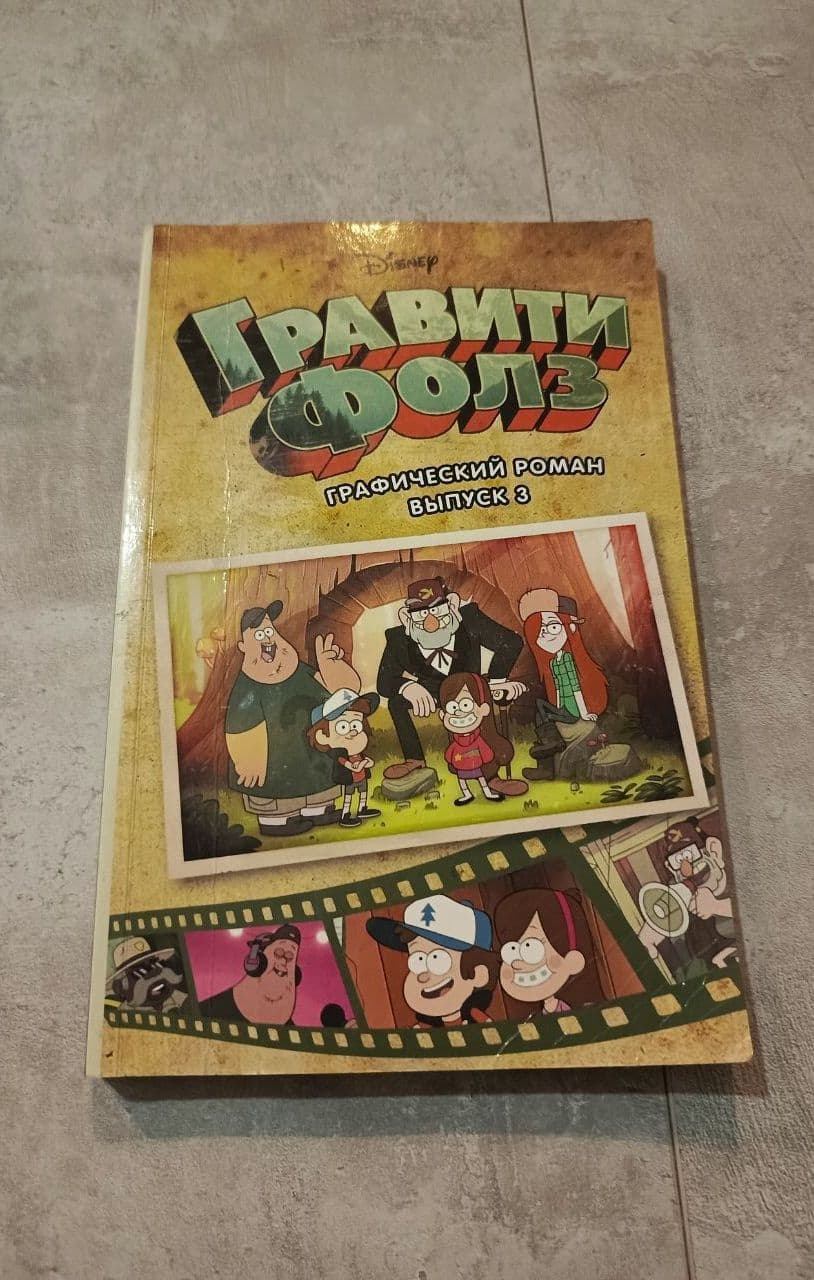 Disney
ГРАВИТИ
ФОЛЗ
ГРАФИЧЕСКИЙ РОМАН
ВЫПУСК 3